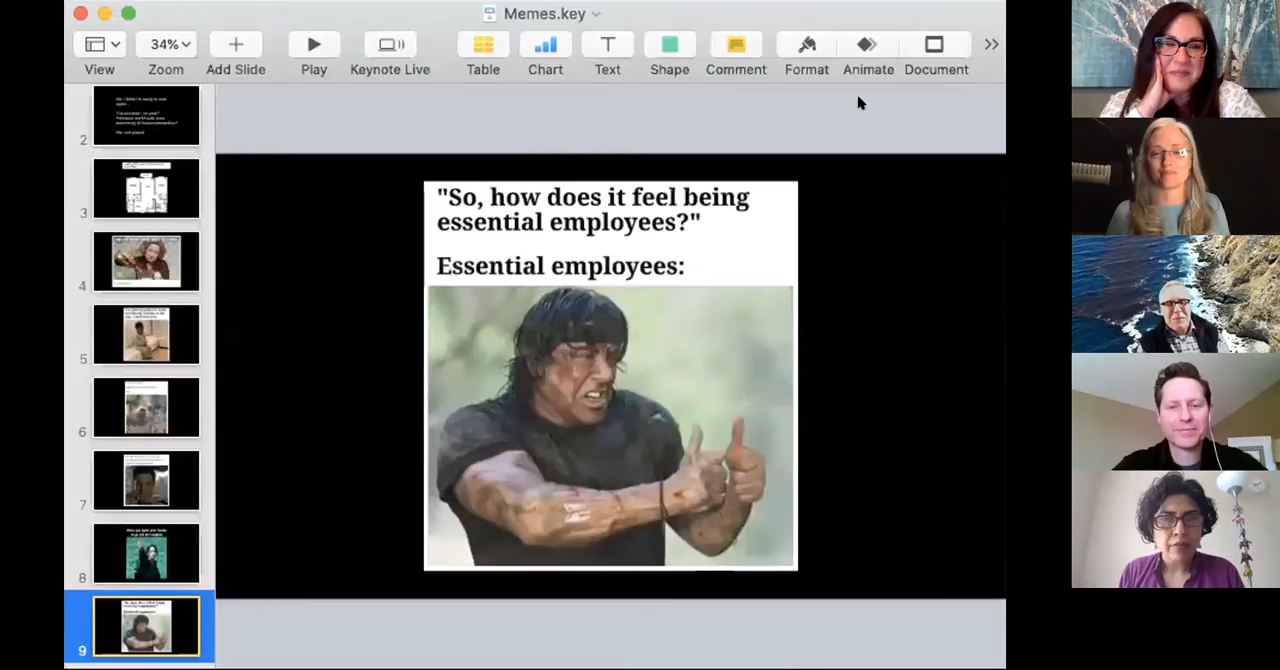 Memes.key
34%
View
Zoom
Add Slide
Play
Keynote Live
Table
Chart
Text
Shape
Comment
Format
Animate
Document
2
3
4
5
6
7
8
9
"So, how does it feel being
essential employees?"
Essential employees: